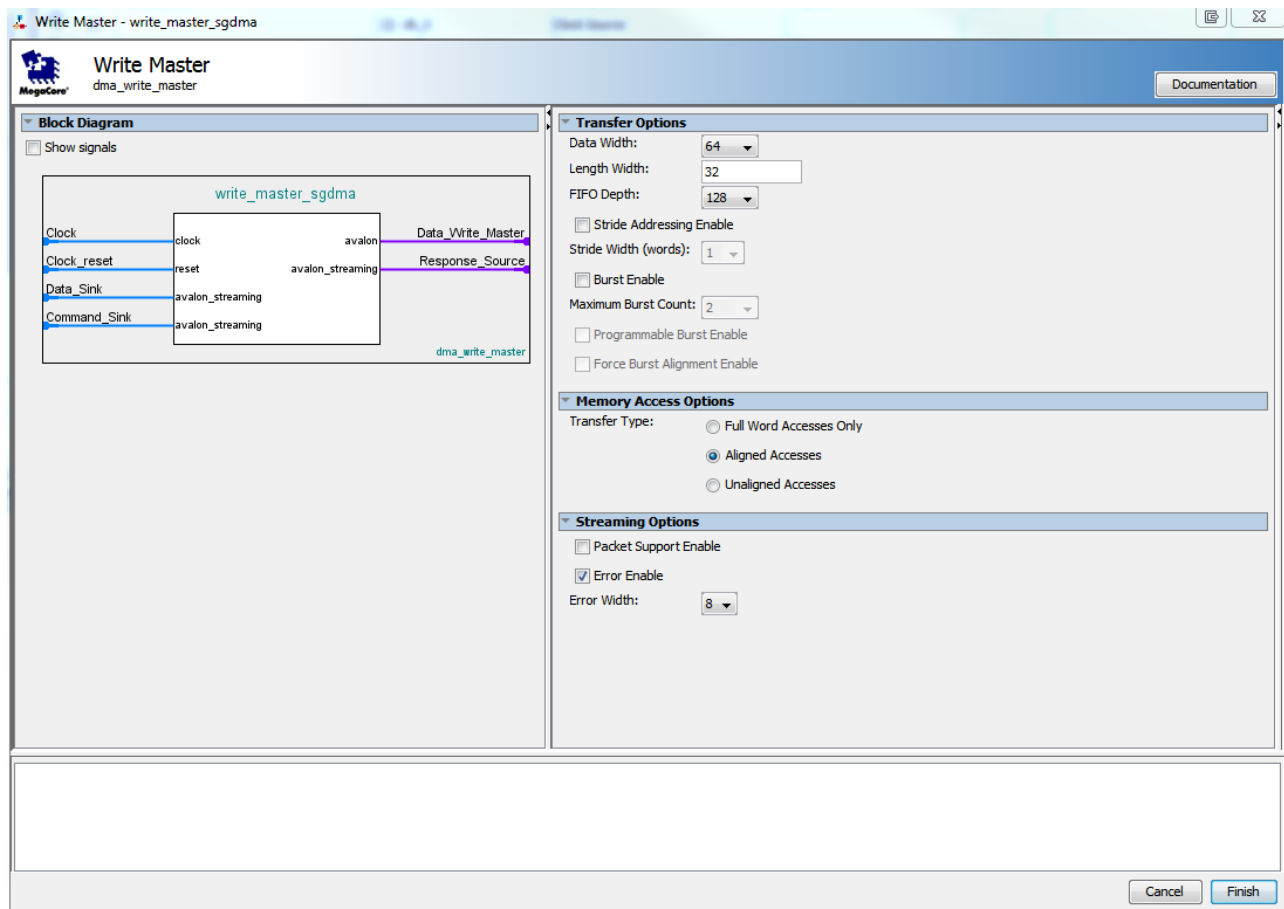 Write Master - write_master_sgdma
Write Master
dma_write_master
MegaCore®
Documentation
Block Diagram
Show signals
write_master_sgdma
Clock
clock
avalon
Data_Write_Master
Clock_reset
reset
avalon_streaming
Response_Source
Data_Sink
avalon_streaming
Command_Sink
avalon_streaming
dma_write_master
Transfer Options
Data Width: 64
Length Width: 32
FIFO Depth: 128
Stride Addressing Enable
Stride Width (words): 1
Burst Enable
Maximum Burst Count: 2
Programmable Burst Enable
Force Burst Alignment Enable
Memory Access Options
Transfer Type: Full Word Accesses Only
Aligned Accesses
Unaligned Accesses
Streaming Options
Packet Support Enable
Error Enable
Error Width: 8
Cancel Finish